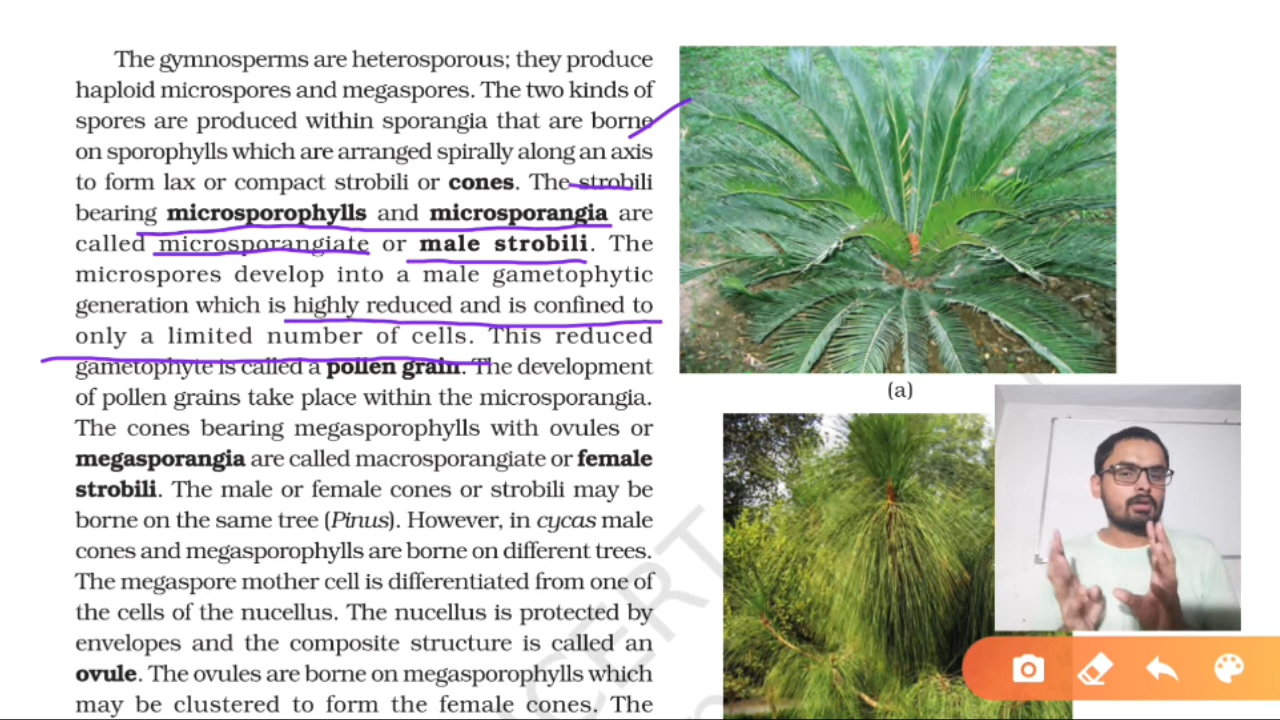 The gymnosperms are heterosporous; they produce
haploid microspores and megaspores. The two kinds of
spores are produced within sporangia that are borne
on sporophylls which are arranged spirally along an axis
to form lax or compact strobili or cones. The strobili
bearing microsporophylls and microsporangia are
called microsporangiate or male strobili. The
microspores develop into a male gametophytic
generation which is highly reduced and is confined to
only a limited number of cells. This reduced
gametophyte is called a pollen grain. The development
of pollen grains take place within the microsporangia.
The cones bearing megasporophylls with ovules or
megasporangia are called macrosporangiate or female
strobili. The male or female cones or strobili may be
borne on the same tree (Pinus). However, in cycas male
cones and megasporophylls are borne on different trees.
The megaspore mother cell is differentiated from one of
the cells of the nucellus. The nucellus is protected by
envelopes and the composite structure is called an
ovule. The ovules are borne on megasporophylls which
may be clustered to form the female cones. The
(a)
NCERT